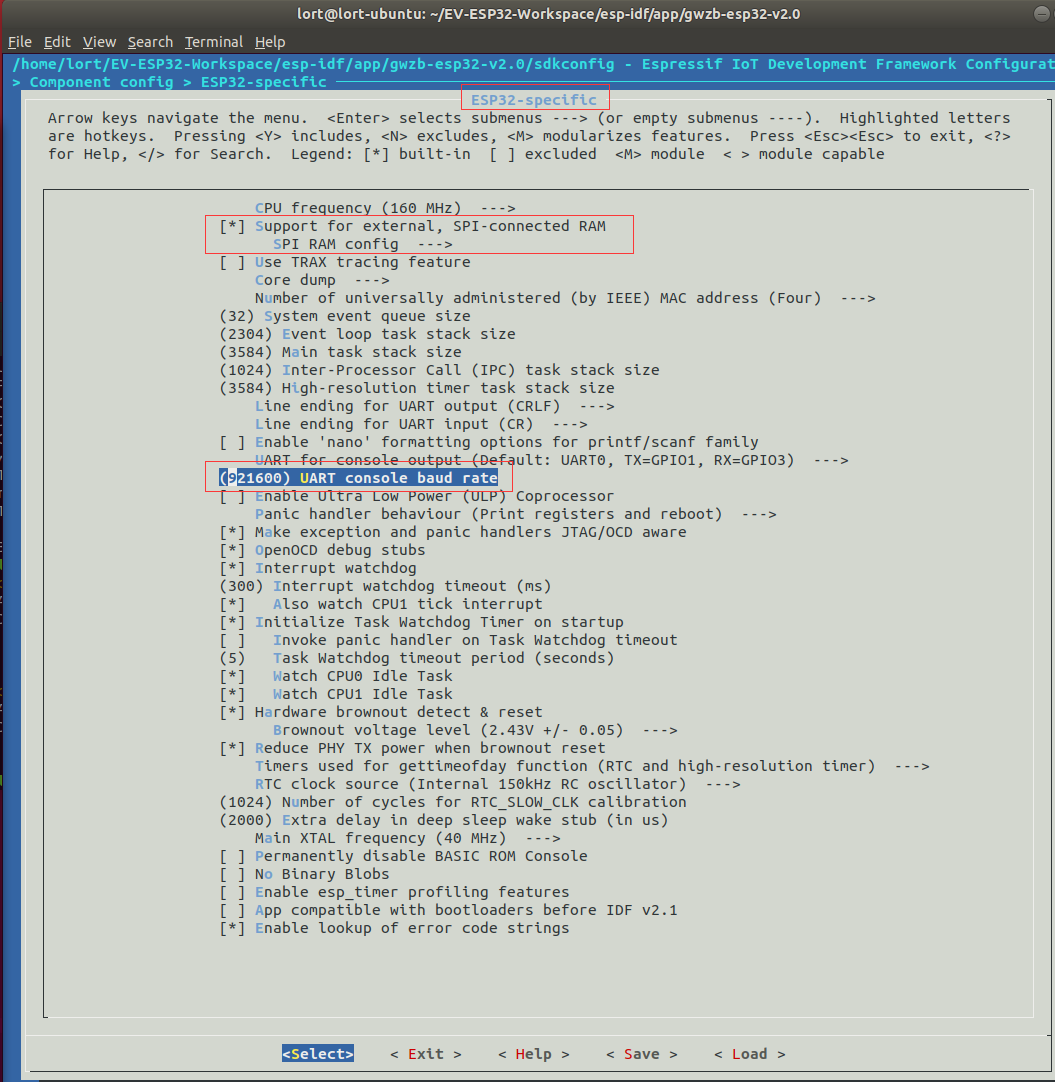 lort@lort-ubuntu: ~/EV-ESP32-Workspace/esp-idf/app/gwzb-esp32-v2.0
File Edit View Search Terminal Help
/home/lort/EV-ESP32-Workspace/esp-idf/app/gwzb-esp32-v2.0/sdkconfig - Espressif IoT Development Framework Configurat
> Component config > ESP32-specific
ESP32-specific
Arrow keys navigate the menu.  <Enter> selects submenus ---> (or empty submenus ----).  Highlighted letters
are hotkeys.  Pressing <Y> includes, <N> excludes, <M> modularizes features.  Press <Esc><Esc> to exit, <?>
for Help, </> for Search.  Legend: [*] built-in  [ ] excluded  <M> module  < > module capable
CPU frequency (160 MHz)  --->
[*] Support for external, SPI-connected RAM
SPI RAM config  --->
[ ] Use TRAX tracing feature
Core dump  --->
Number of universally administered (by IEEE) MAC address (Four)  --->
(32) System event queue size
(2304) Event loop task stack size
(3584) Main task stack size
(1024) Inter-Processor Call (IPC) task stack size
(3584) High-resolution timer task stack size
Line ending for UART output (CRLF)  --->
Line ending for UART input (CR)  --->
[ ] Enable 'nano' formatting options for printf/scanf family
UART for console output (Default: UART0, TX=GPIO1, RX=GPIO3)  --->
(921600) UART console baud rate
[ ] Enable Ultra Low Power (ULP) Coprocessor
Panic handler behaviour (Print registers and reboot)  --->
[*] Make exception and panic handlers JTAG/OCD aware
[*] OpenOCD debug stubs
[*] Interrupt watchdog
(300) Interrupt watchdog timeout (ms)
[*]   Also watch CPU1 tick interrupt
[*] Initialize Task Watchdog Timer on startup
[ ]   Invoke panic handler on Task Watchdog timeout
(5)   Task Watchdog timeout period (seconds)
[*]   Watch CPU0 Idle Task
[*]   Watch CPU1 Idle Task
[*] Hardware brownout detect & reset
Brownout voltage level (2.43V +/- 0.05)  --->
[*] Reduce PHY TX power when brownout reset
Timers used for gettimeofday function (RTC and high-resolution timer)  --->
RTC clock source (Internal 150kHz RC oscillator)  --->
(1024) Number of cycles for RTC_SLOW_CLK calibration
(2000) Extra delay in deep sleep wake stub (in us)
Main XTAL frequency (40 MHz)  --->
[ ] Permanently disable BASIC ROM Console
[ ] No Binary Blobs
[ ] Enable esp_timer profiling features
[ ] App compatible with bootloaders before IDF v2.1
[*] Enable lookup of error code strings
<Select>    < Exit >    < Help >    < Save >    < Load >